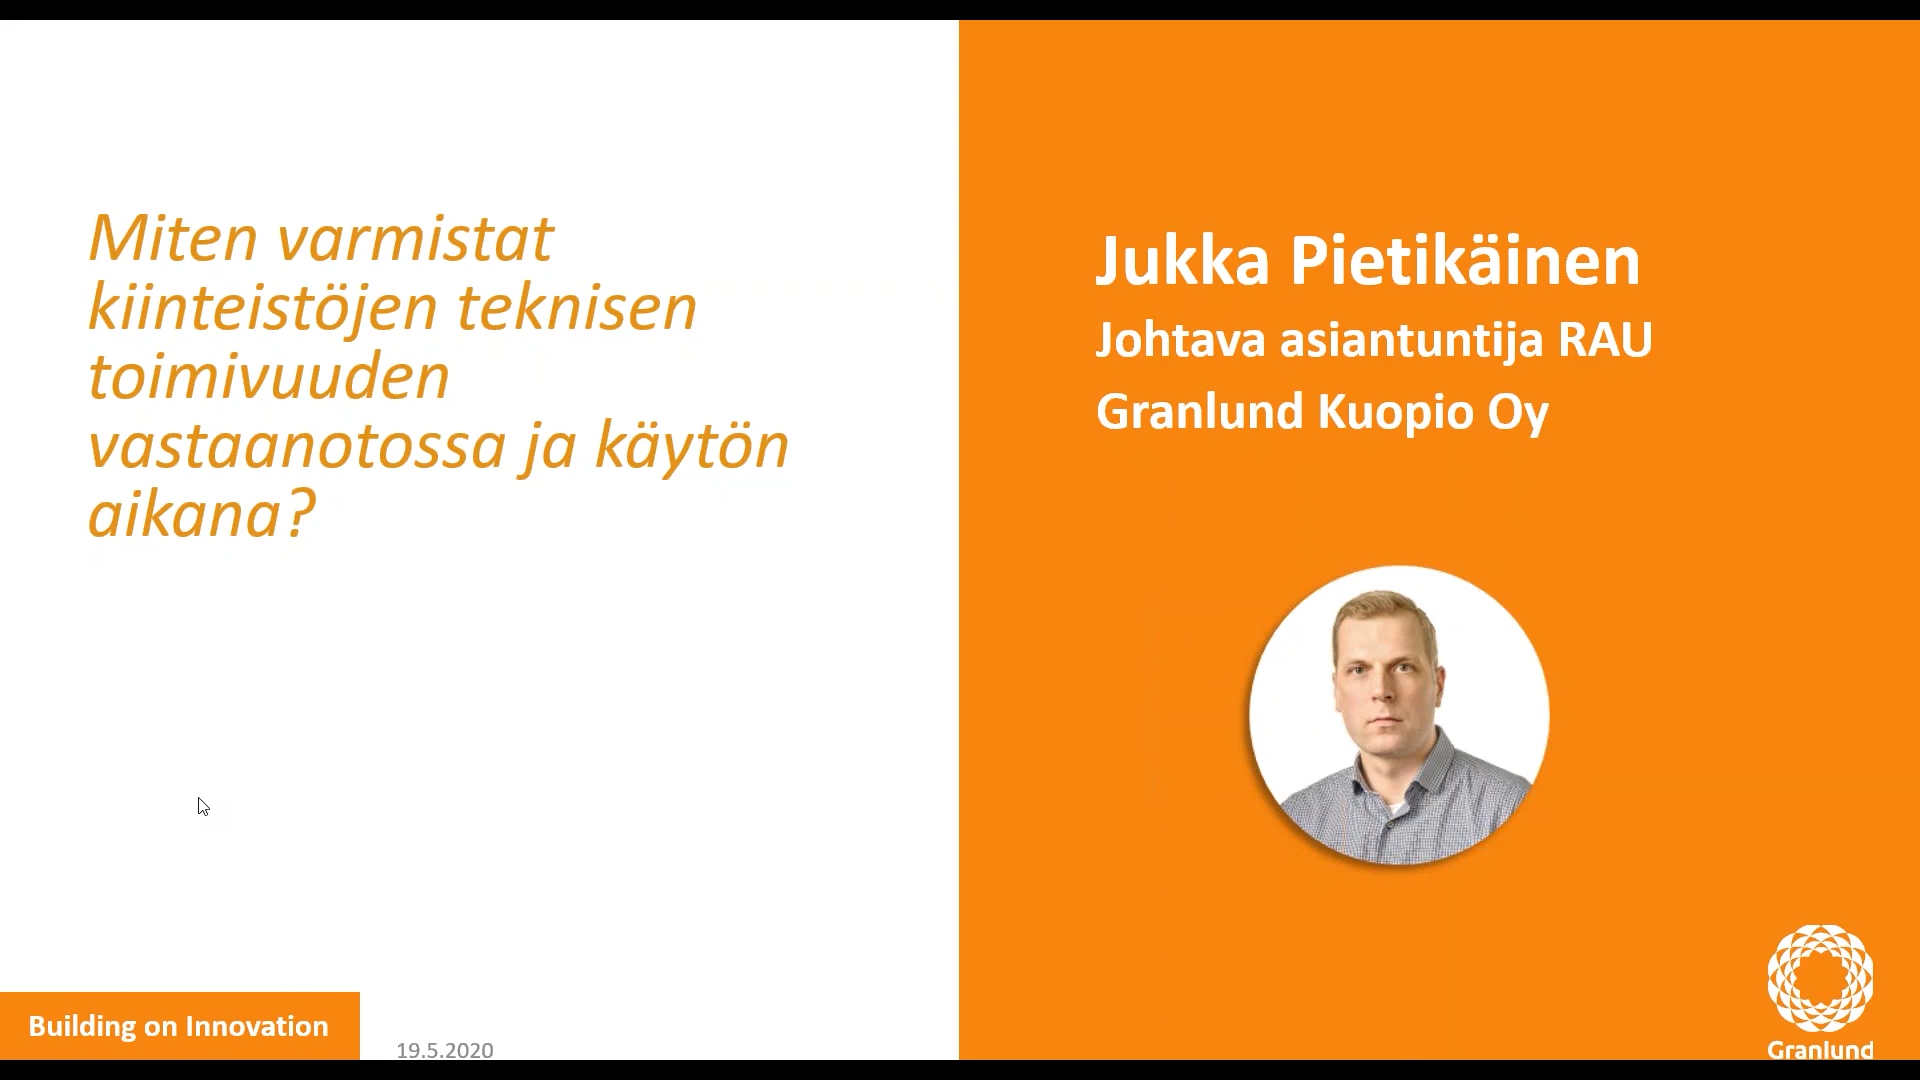 Miten varmistat
kiinteistöjen teknisen
toimivuuden
vastaanotossa ja käytön
aikana?
Jukka Pietikäinen
Johtava asiantuntija RAU
Granlund Kuopio Oy
Building on Innovation
19.5.2020
Granlund